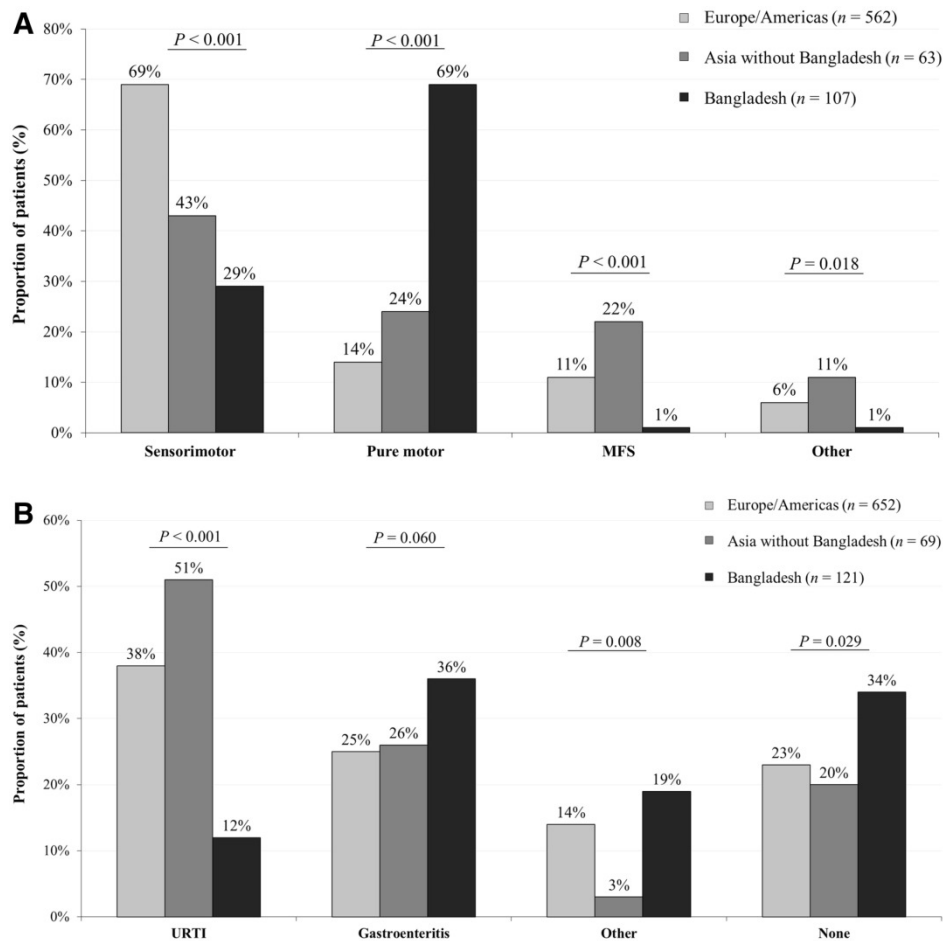 A
Proportion of patients (%)
80%
70%
60%
50%
40%
30%
20%
10%
0%
P < 0.001
P < 0.001
P < 0.001
P = 0.018
Europe/Americas (n = 562)
Asia without Bangladesh (n = 63)
Bangladesh (n = 107)
69%
43%
29%
14%
24%
69%
11%
22%
1%
6%
11%
1%
Sensorimotor
Pure motor
MFS
Other
B
Proportion of patients (%)
60%
50%
40%
30%
20%
10%
0%
P < 0.001
P = 0.060
P = 0.008
P = 0.029
Europe/Americas (n = 652)
Asia without Bangladesh (n = 69)
Bangladesh (n = 121)
38%
51%
12%
25%
26%
36%
14%
3%
19%
23%
20%
34%
URTI
Gastroenteritis
Other
None